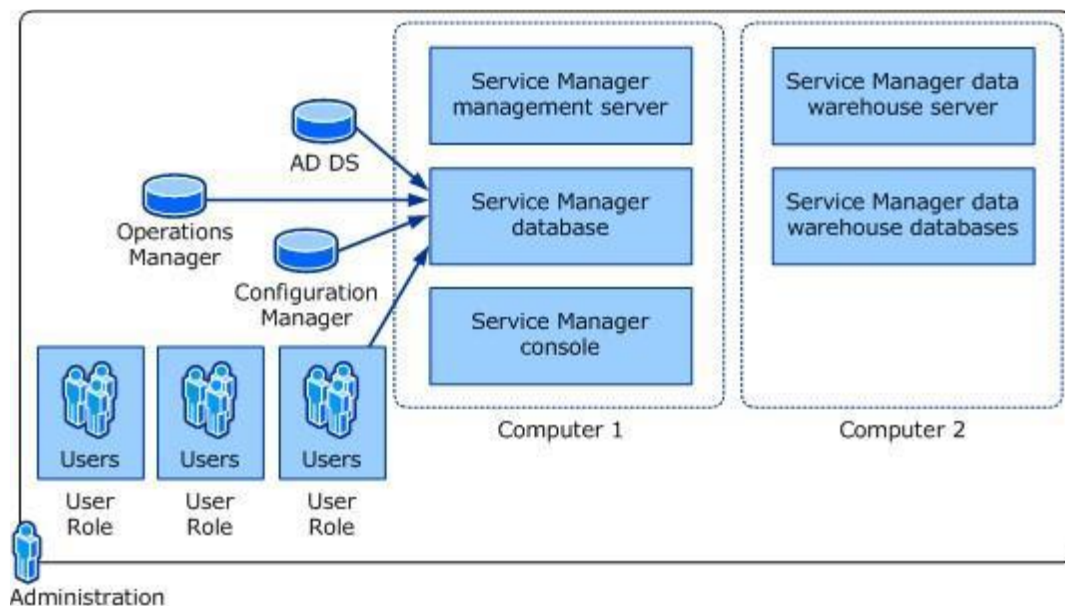 Service Manager
management server
Service Manager data
warehouse server
AD DS
Service Manager
database
Service Manager data
warehouse databases
Operations
Manager
Configuration
Manager
Service Manager
console
Computer 1
Computer 2
Users
Users
Users
User
Role
User
Role
User
Role
Administration